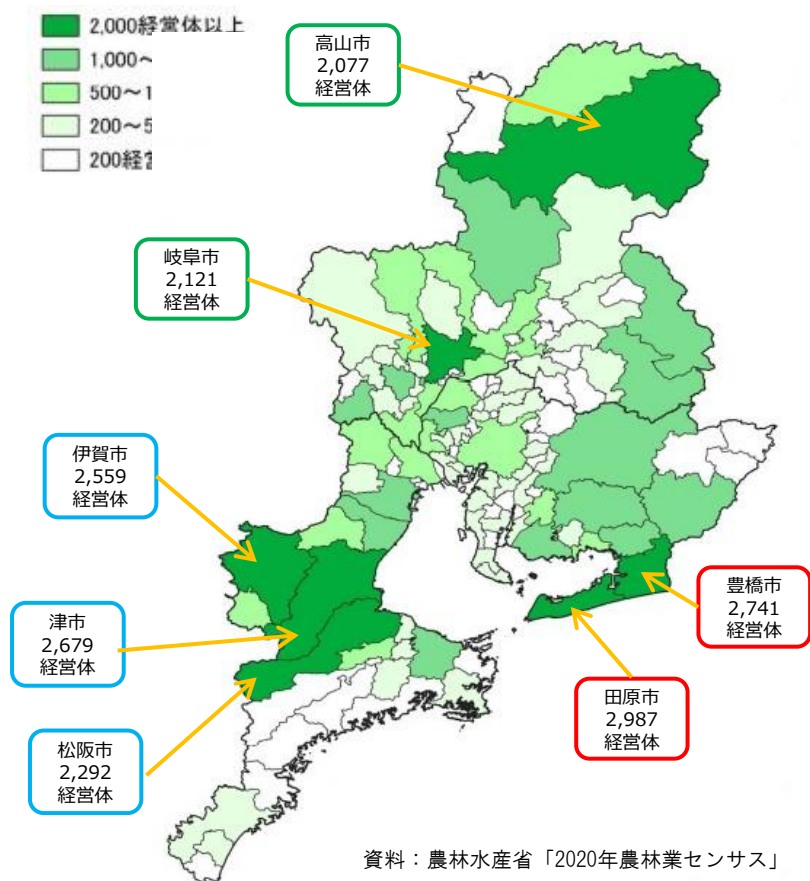 2,000経営体以上
1,000～
500～1
200～5
200経営
高山市
2,077
経営体
岐阜市
2,121
経営体
伊賀市
2,559
経営体
津市
2,679
経営体
松阪市
2,292
経営体
豊橋市
2,741
経営体
田原市
2,987
経営体
資料：農林水産省「2020年農林業センサス」